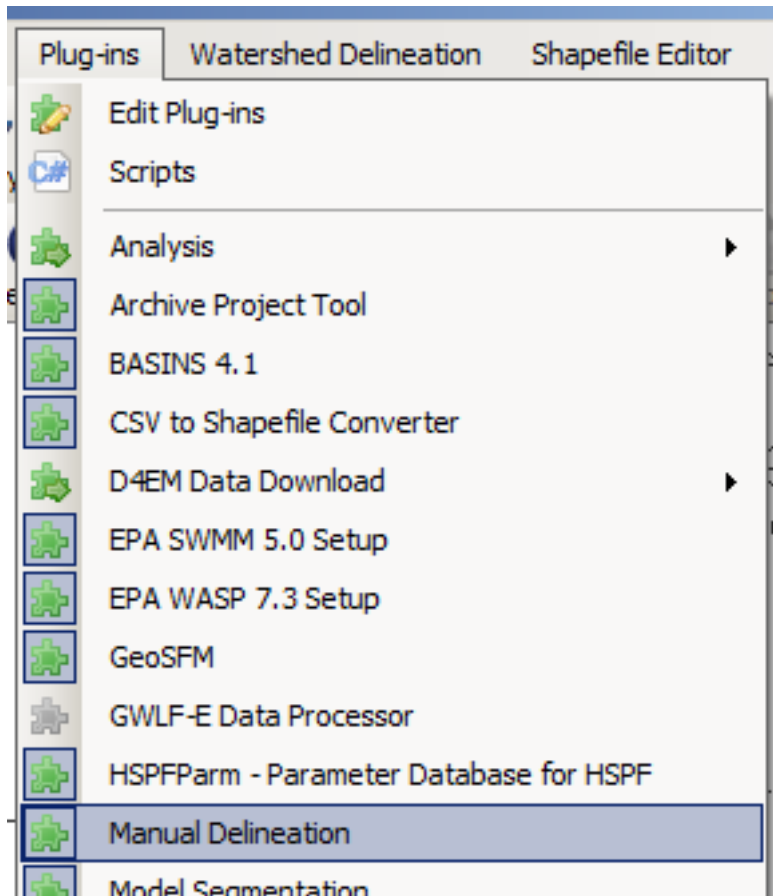 Plug-ins Watershed Delineation Shapefile Editor
Edit Plug-ins
C# Scripts
Analysis
Archive Project Tool
BASINS 4.1
CSV to Shapefile Converter
D4EM Data Download
EPA SWMM 5.0 Setup
EPA WASP 7.3 Setup
GeoSFM
GWLF-E Data Processor
HSPFParm - Parameter Database for HSPF
Manual Delineation
Model Segmentation